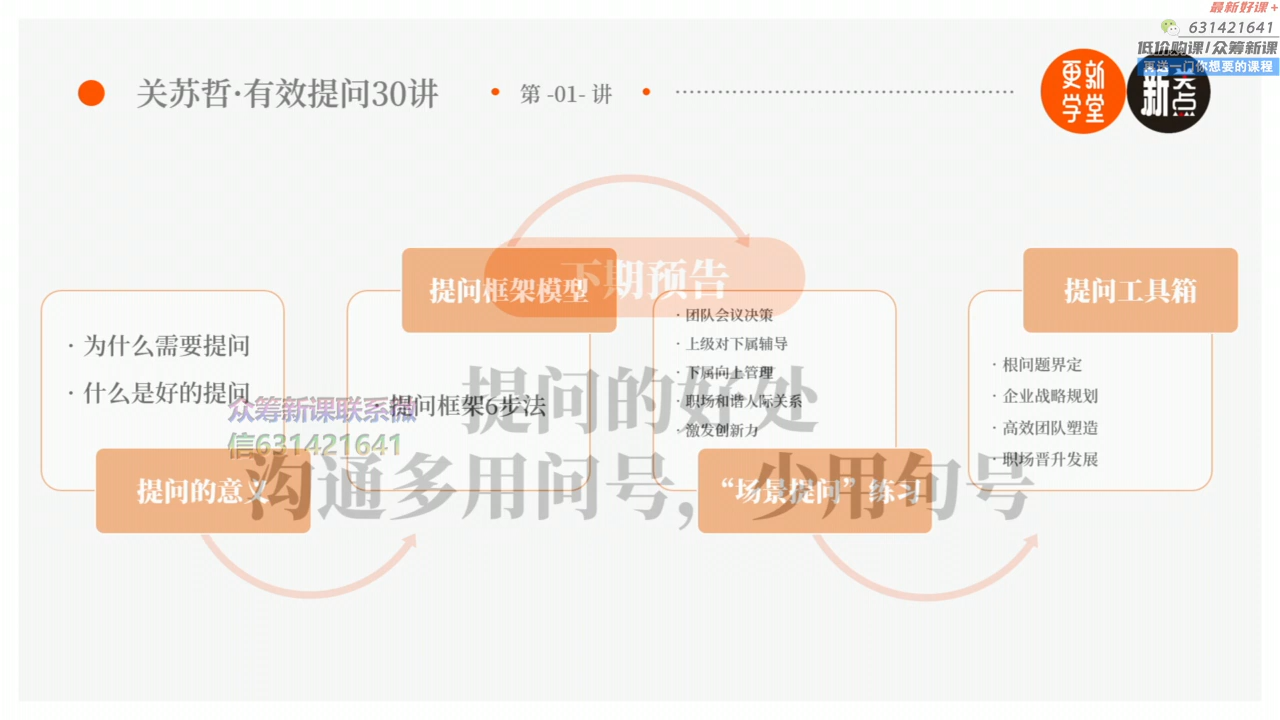 最新好课+
631421641
低价购课/众筹新课
再送一门你想要的课程
关苏哲·有效提问30讲
第 -01- 讲
更新学堂
新关点
下期预告
提问的好处
沟通多用问号，少用句号
· 为什么需要提问
· 什么是好的提问
提问的意义
提问框架模型
· 提问框架6步法
· 团队会议决策
· 上级对下属辅导
· 下属向上管理
· 职场和谐人际关系
· 激发创新力
“场景提问”练习
提问工具箱
· 根问题界定
· 企业战略规划
· 高效团队塑造
· 职场晋升发展
众筹新课联系微
信631421641